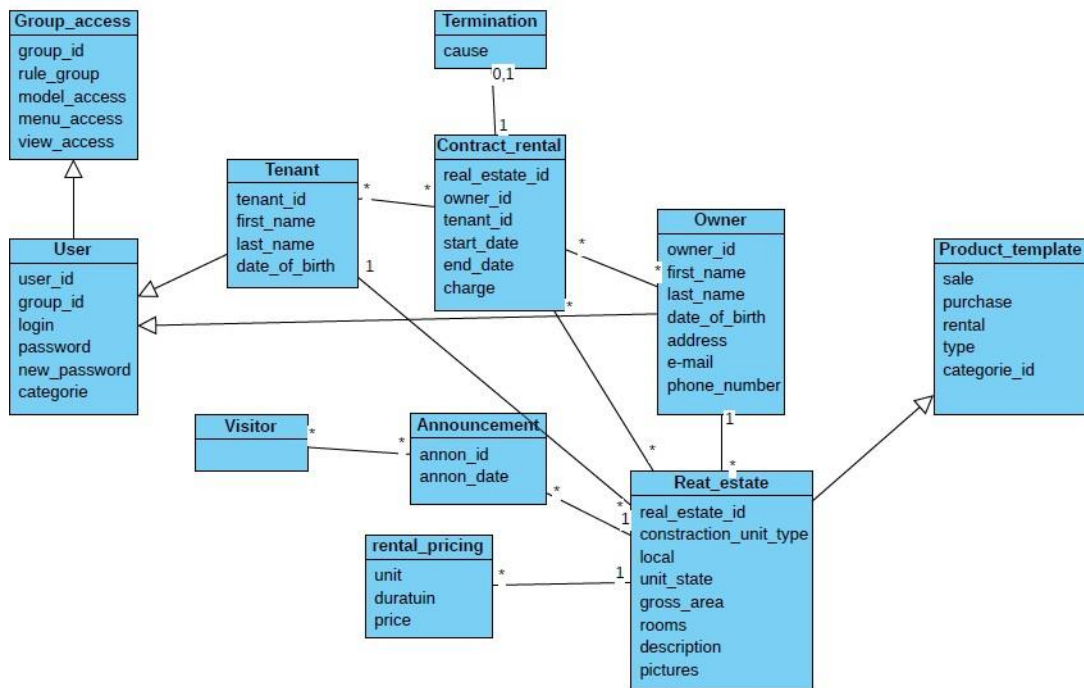 Group_access
group_id
rule_group
model_access
menu_access
view_access
Termination
cause
0,1
1
Contract_rental
real_estate_id
owner_id
tenant_id
start_date
end_date
charge
Tenant
tenant_id
first_name
last_name
date_of_birth
*
*
1
User
user_id
group_id
login
password
new_password
categorie
Owner
owner_id
first_name
last_name
date_of_birth
address
e-mail
phone_number
*
*
*
1
*
Product_template
sale
purchase
rental
type
categorie_id
Visitor
*
*
Announcement
annon_id
annon_date
*
1
*
*
Reat_estate
real_estate_id
constraction_unit_type
local
unit_state
gross_area
rooms
description
pictures
rental_pricing
unit
duratuin
price
*
1